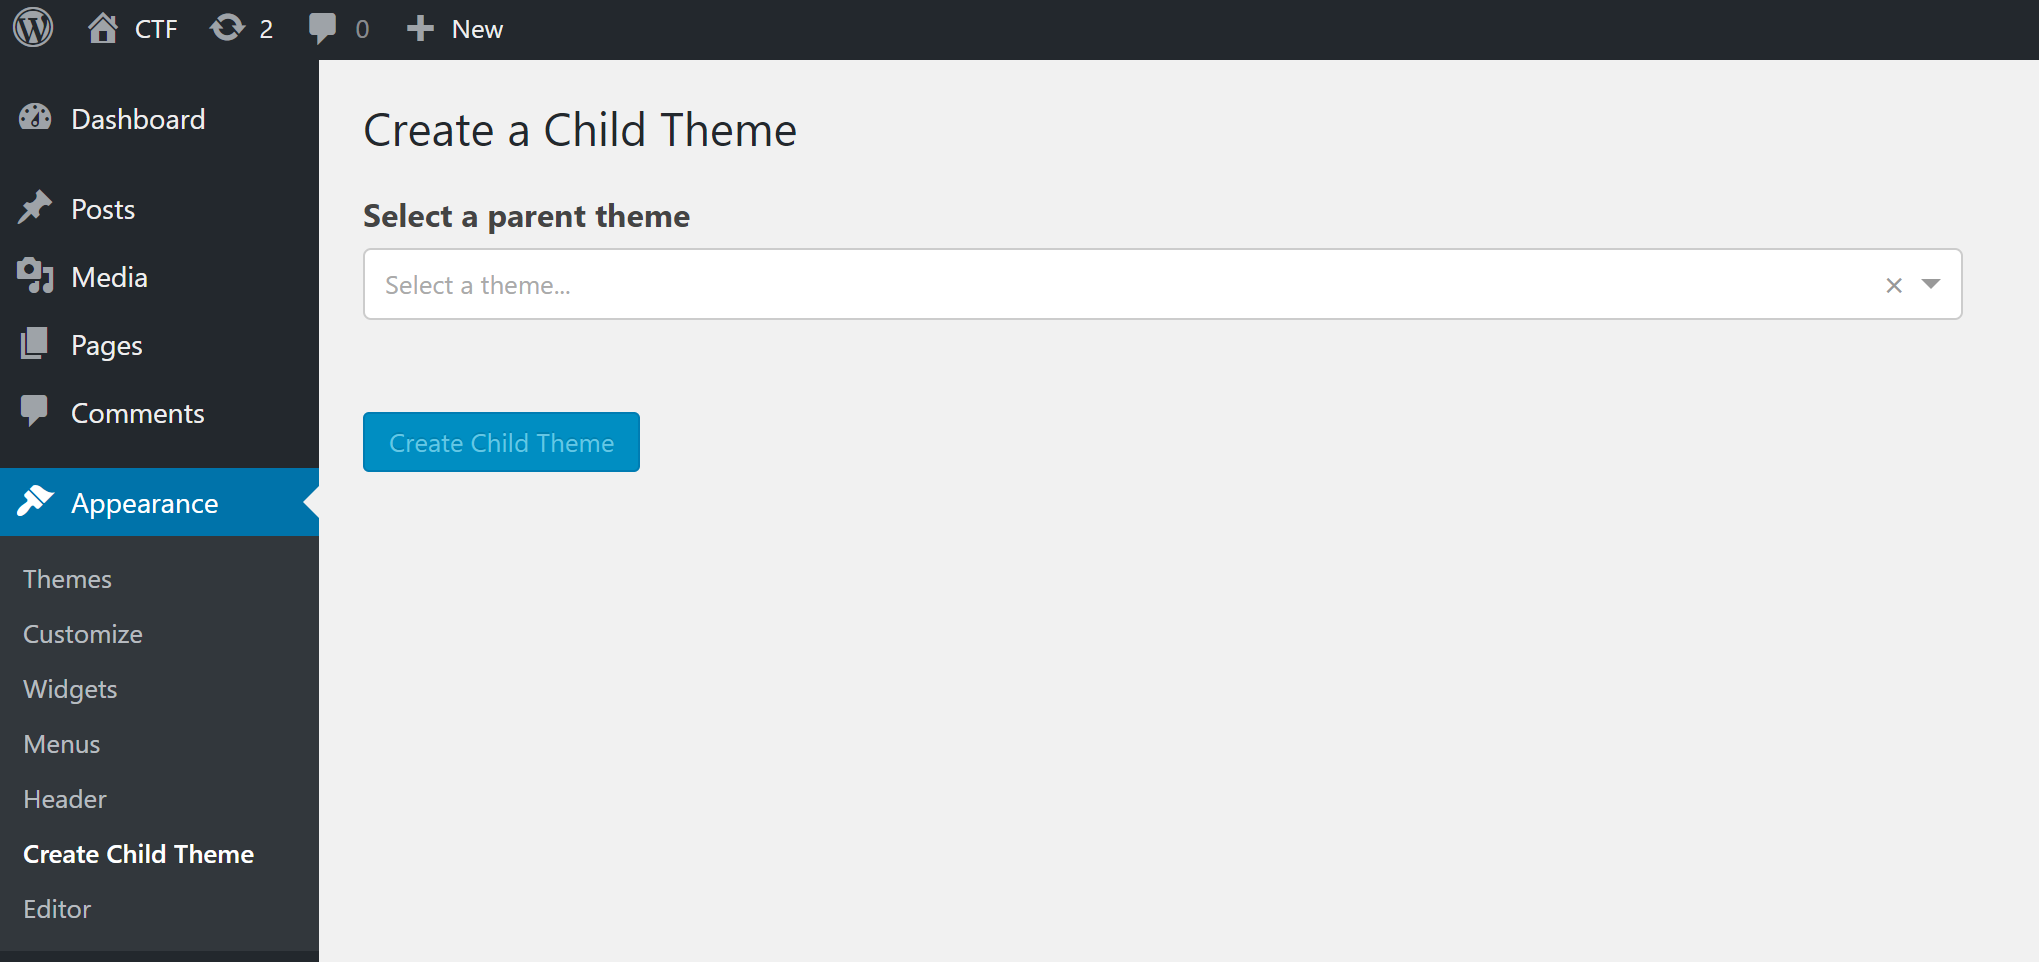 CTF 2 0 New
Dashboard
Posts
Media
Pages
Comments
Appearance
Themes
Customize
Widgets
Menus
Header
Create Child Theme
Editor
Create a Child Theme
Select a parent theme
Select a theme...
Create Child Theme